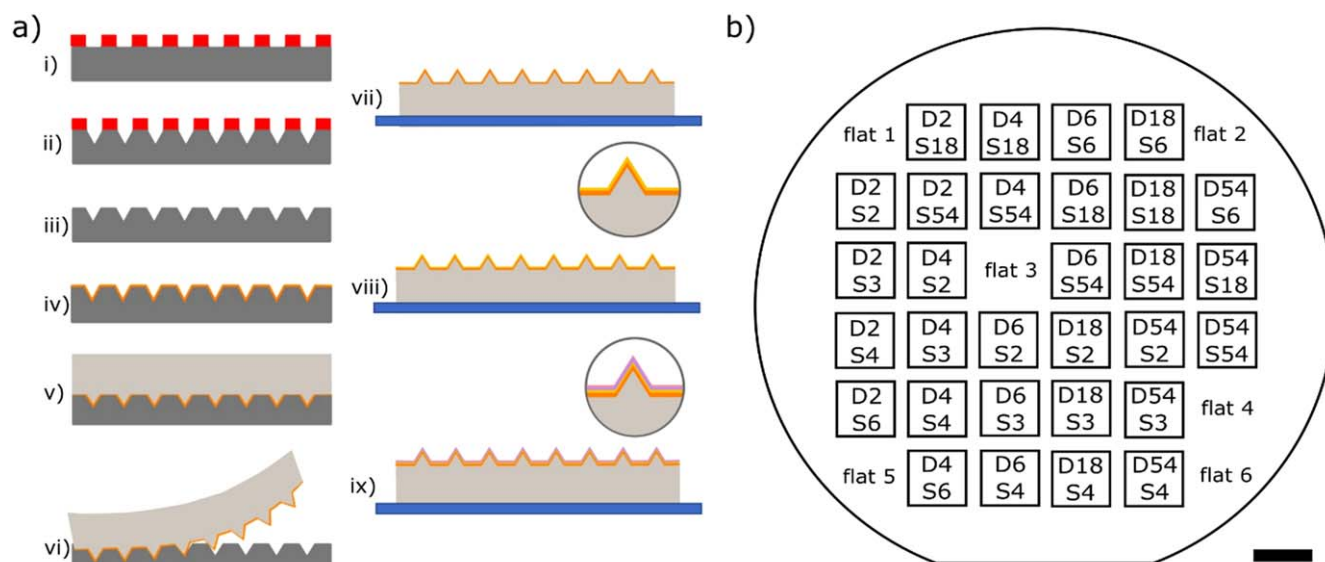 a)
i)
ii)
iii)
iv)
v)
vi)
vii)
viii)
ix)
b)
flat 1 D2 D4 D6 D18 flat 2
S18 S18 S6 S6
D2 D2 D4 D6 D18 D54
S2 S54 S54 S18 S18 S6
D2 D4 flat 3 D6 D18 D54
S3 S2 S54 S54 S18
D2 D4 D6 D18 D54 D54
S4 S3 S2 S2 S2 S54
D2 D4 D6 D18 D54 flat 4
S6 S4 S3 S3 S3
flat 5 D4 D6 D18 D54 flat 6
S6 S4 S4 S4